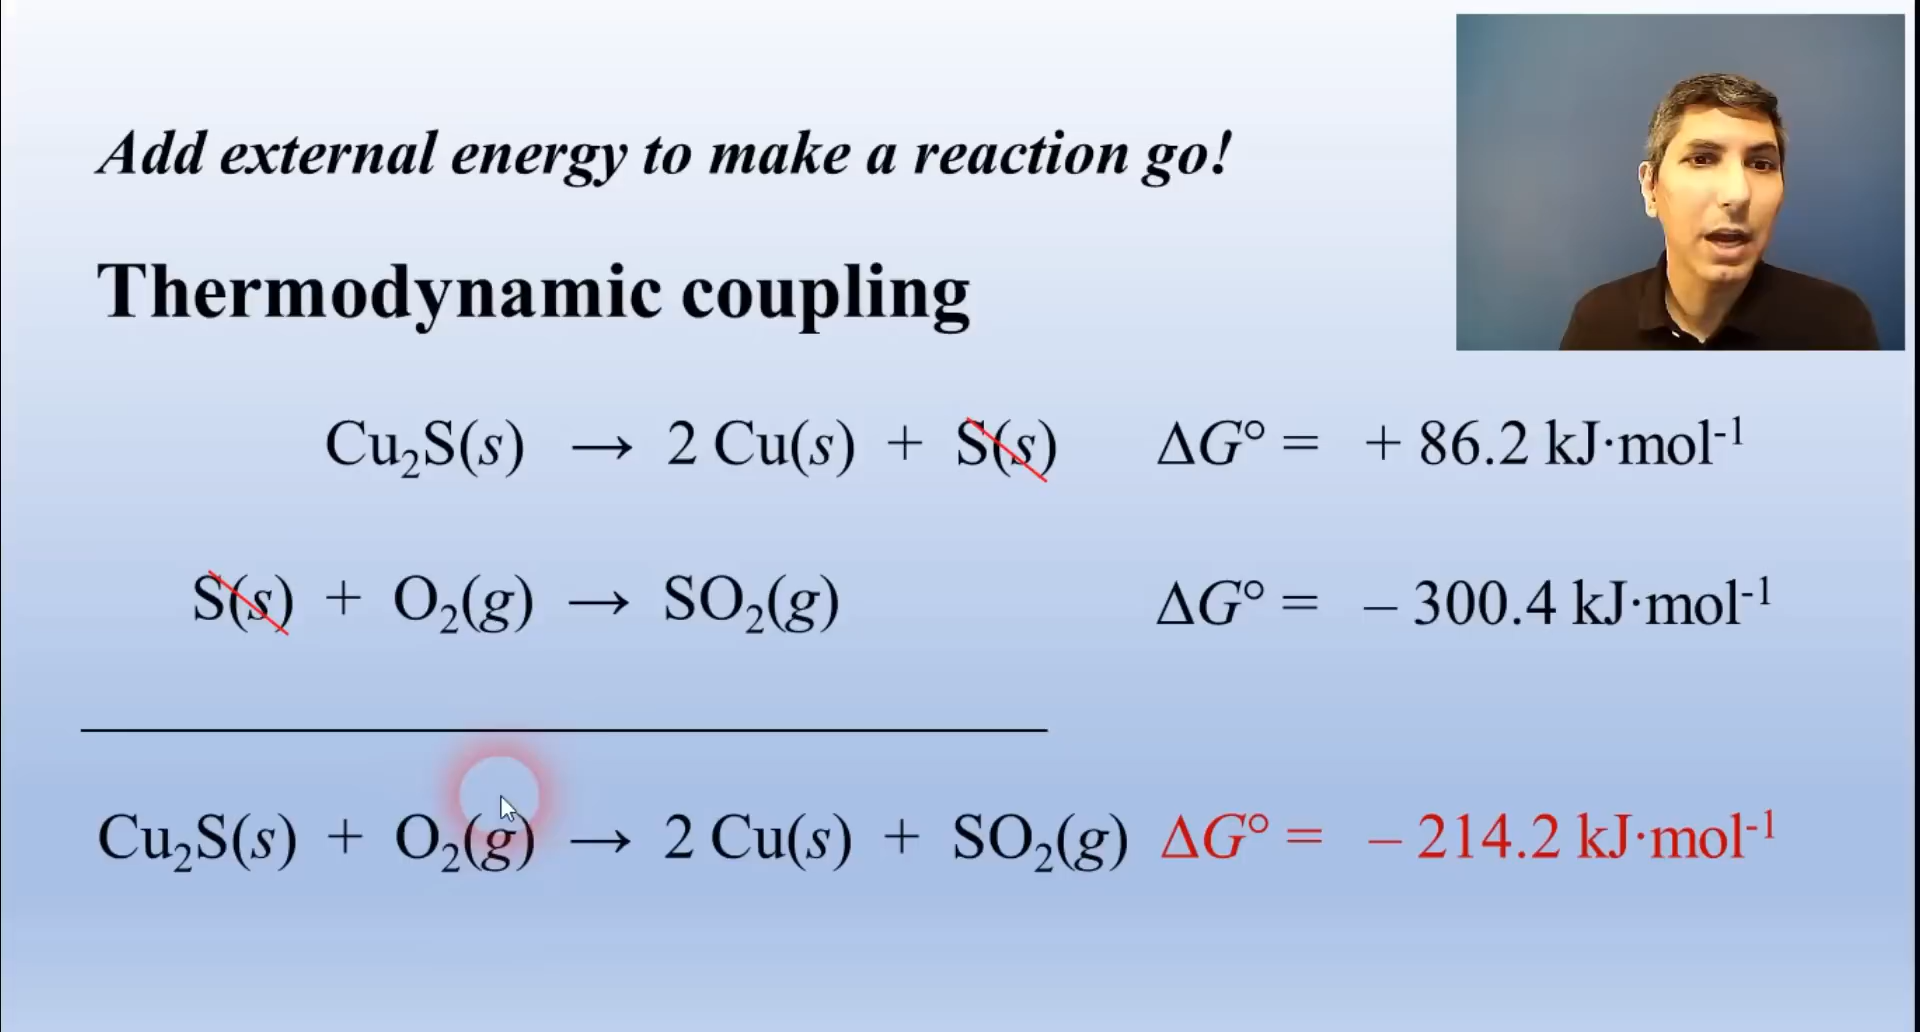 Add external energy to make a reaction go!
Thermodynamic coupling
Cu₂S(s) → 2 Cu(s) + S(s) ΔG° = + 86.2 kJ·mol⁻¹
S(s) + O₂(g) → SO₂(g) ΔG° = – 300.4 kJ·mol⁻¹
Cu₂S(s) + O₂(g) → 2 Cu(s) + SO₂(g) ΔG° = – 214.2 kJ·mol⁻¹